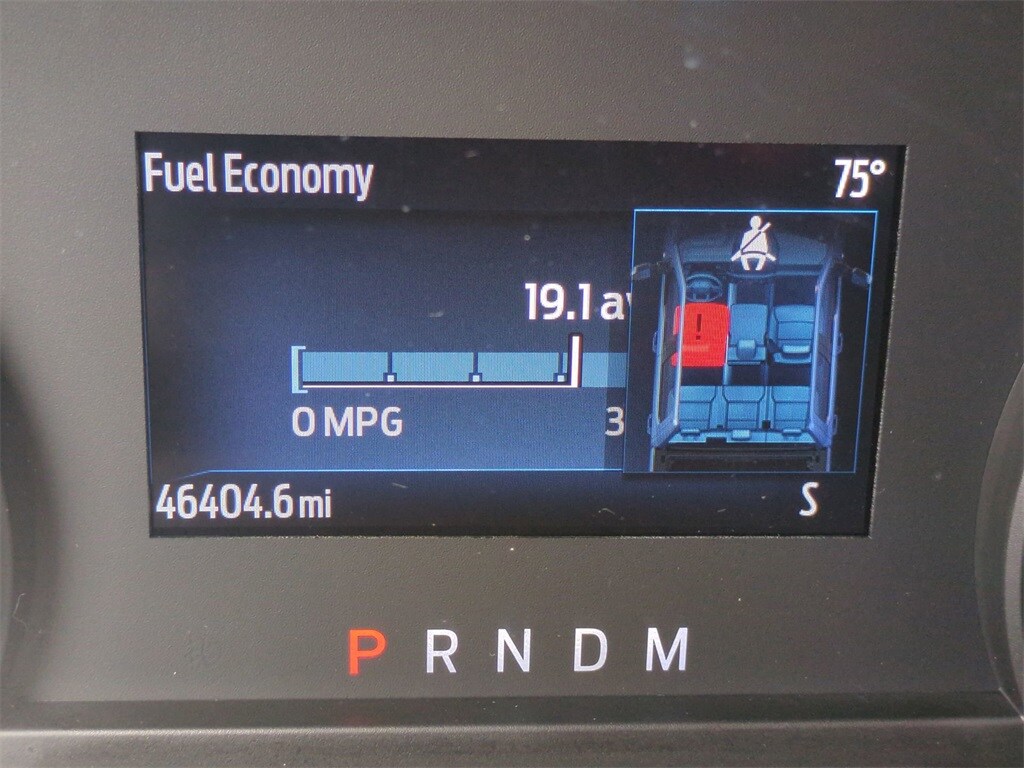 Fuel Economy 75°
19.1 av
!
0 MPG 3
46404.6 mi S
P R N D M